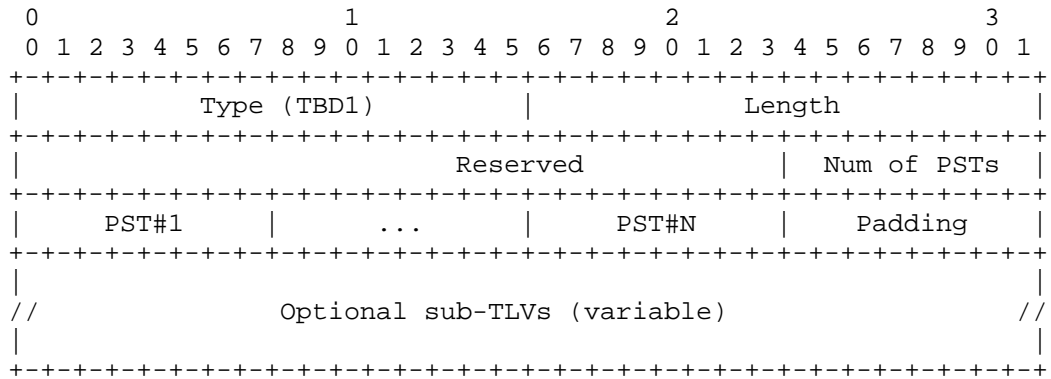 0                   1                   2                   3
 0 1 2 3 4 5 6 7 8 9 0 1 2 3 4 5 6 7 8 9 0 1 2 3 4 5 6 7 8 9 0 1
+-+-+-+-+-+-+-+-+-+-+-+-+-+-+-+-+-+-+-+-+-+-+-+-+-+-+-+-+-+-+-+-+
|           Type (TBD1)         |             Length            |
+-+-+-+-+-+-+-+-+-+-+-+-+-+-+-+-+-+-+-+-+-+-+-+-+-+-+-+-+-+-+-+-+
|                           Reserved            |  Num of PSTs  |
+-+-+-+-+-+-+-+-+-+-+-+-+-+-+-+-+-+-+-+-+-+-+-+-+-+-+-+-+-+-+-+-+
|     PST#1     |      ...      |     PST#N     |    Padding    |
+-+-+-+-+-+-+-+-+-+-+-+-+-+-+-+-+-+-+-+-+-+-+-+-+-+-+-+-+-+-+-+-+
|                                                               |
//               Optional sub-TLVs (variable)                  //
|                                                               |
+-+-+-+-+-+-+-+-+-+-+-+-+-+-+-+-+-+-+-+-+-+-+-+-+-+-+-+-+-+-+-+-+